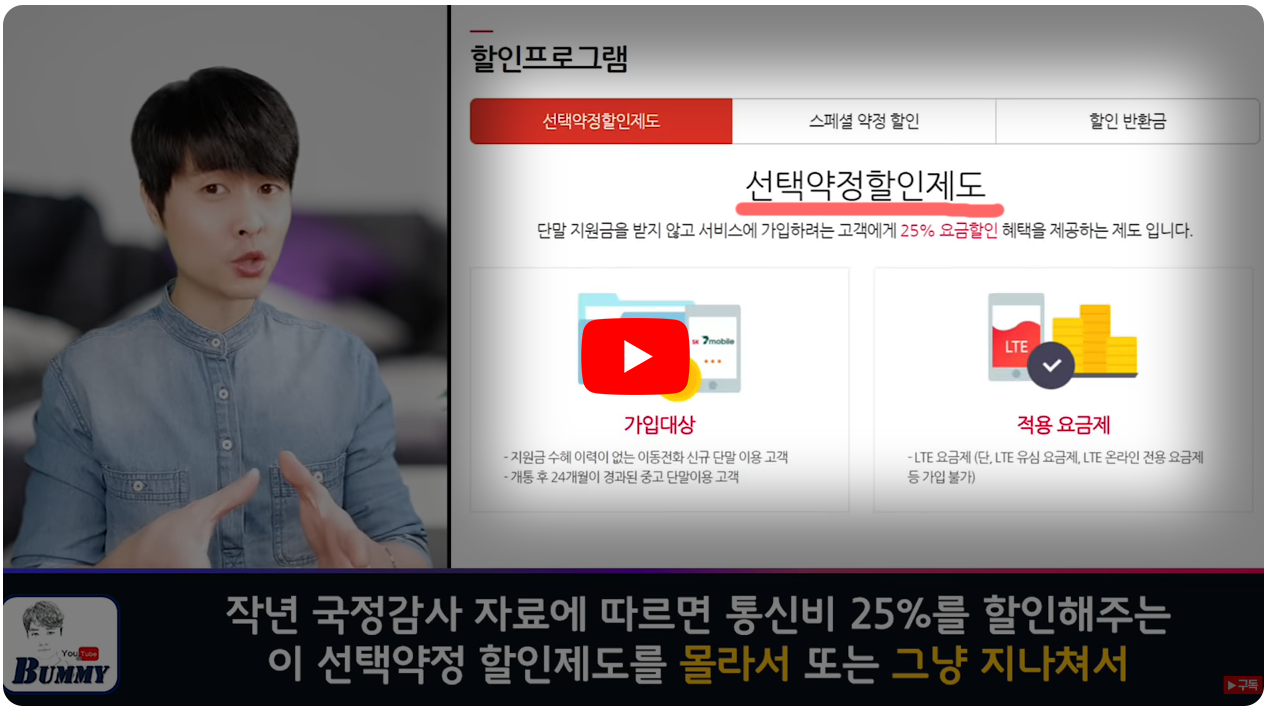 할인프로그램
선택약정할인제도
스페셜 약정 할인
할인 반환금
선택약정할인제도
단말 지원금을 받지 않고 서비스에 가입하려는 고객에게 25% 요금할인 혜택을 제공하는 제도 입니다.
SK 7mobile
LTE
가입대상
- 지원금 수혜 이력이 없는 이동전화 신규 단말 이용 고객
- 개통 후 24개월이 경과된 중고 단말이용 고객
적용 요금제
- LTE 요금제 (단, LTE 유심 요금제, LTE 온라인 전용 요금제
등 가입 불가)
작년 국정감사 자료에 따르면 통신비 25%를 할인해주는
이 선택약정 할인제도를 몰라서 또는 그냥 지나쳐서
YouTube
BUMMY
구독